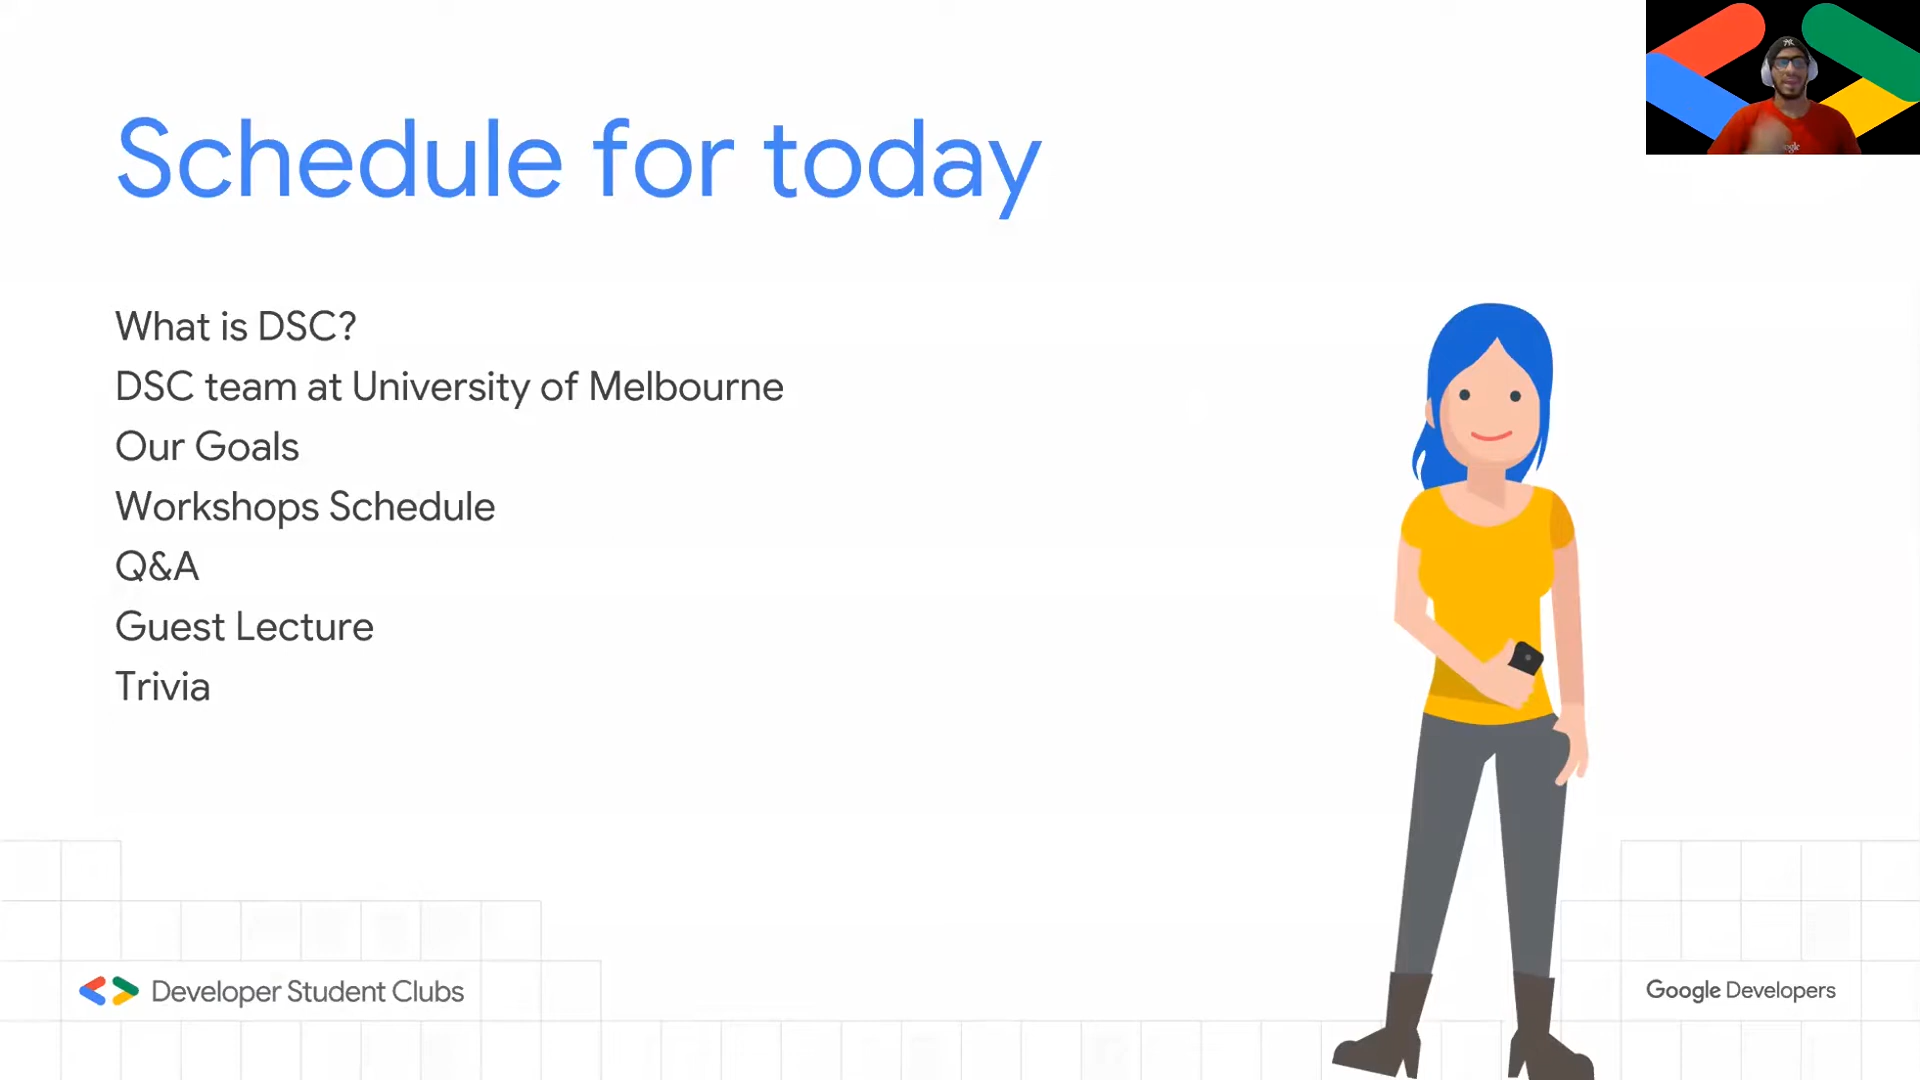 Schedule for today
What is DSC?
DSC team at University of Melbourne
Our Goals
Workshops Schedule
Q&A
Guest Lecture
Trivia
Developer Student Clubs
Google Developers